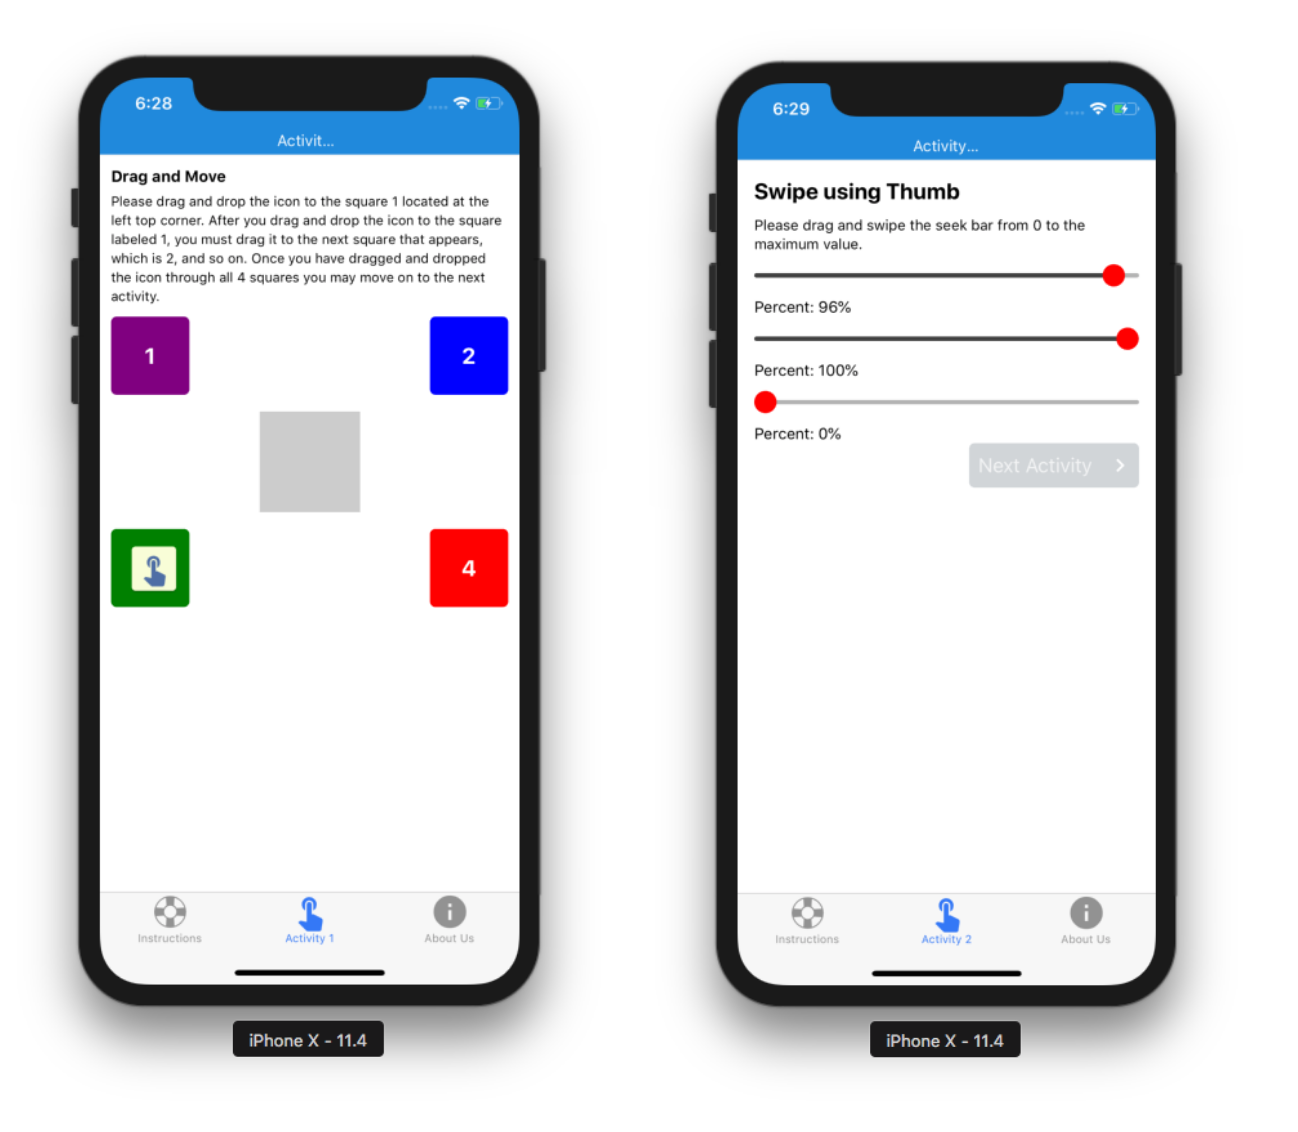 6:28
Activit...
Drag and Move
Please drag and drop the icon to the square 1 located at the
left top corner. After you drag and drop the icon to the square
labeled 1, you must drag it to the next square that appears,
which is 2, and so on. Once you have dragged and dropped
the icon through all 4 squares you may move on to the next
activity.
1
2
4
Instructions
Activity 1
About Us
iPhone X - 11.4
6:29
Activity...
Swipe using Thumb
Please drag and swipe the seek bar from 0 to the
maximum value.
Percent: 96%
Percent: 100%
Percent: 0%
Next Activity
Instructions
Activity 2
About Us
iPhone X - 11.4